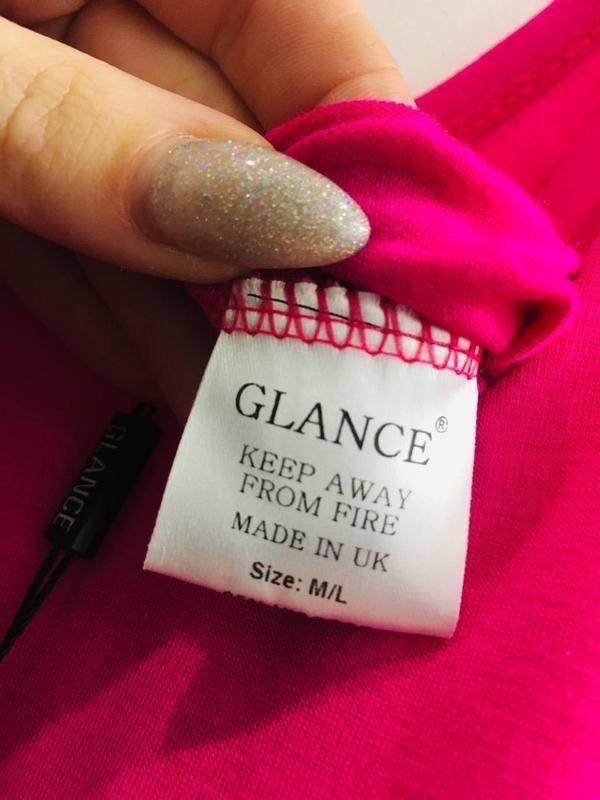 GLANCE®
KEEP AWAY
FROM FIRE
MADE IN UK
Size: M/L
GLANCE